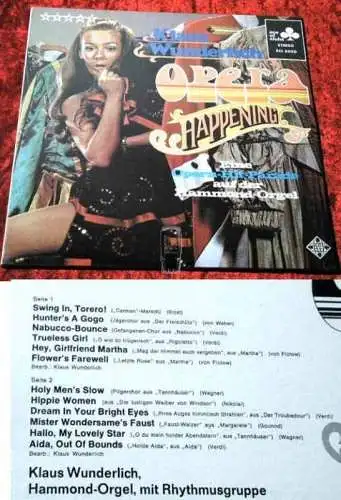 Klaus
Wunderlich
STEREO
Opera
HAPPENING
Eine
Opern-Hit-Parade
auf der
Hammond-Orgel
TELEFUNKEN
Seite 1
Swing In, Torero! („Carmen"-Marsch) (Bizet)
Hunter's A Gogo (Jägerchor aus „Der Freischütz") (von Weber)
Nabucco-Bounce (Gefangenen-Chor aus „Nabucco") (Verdi)
Trueless Girl („O wie so trügerisch", aus „Rigoletto") (Verdi)
Hey, Girlfriend Martha („Mag der Himmel euch vergeben", aus „Martha") (von Flotow)
Flower's Farewell („Letzte Rose" aus „Martha") (von Flotow)
Bearb.: Klaus Wunderlich
Seite 2
Holy Men's Slow (Pilgerchor aus „Tannhäuser") (Wagner)
Hippie Women (aus „Die lustigen Weiber von Windsor") (Nikolai)
Dream In Your Bright Eyes („Ihres Auges himmlisch Strahlen", aus „Der Troubadour") (Verdi)
Mister Wondersame's Faust („Faust-Walzer" aus „Margarete") (Gounod)
Hallo, My Lovely Star („O du mein holder Abendstern", aus „Tannhäuser") (Wagner)
Aida, Out Of Bounds („Holde Aida", aus „Aida") (Verdi)
Bearb.: Klaus Wunderlich
Klaus Wunderlich,
Hammond-Orgel, mit Rhythmusgruppe